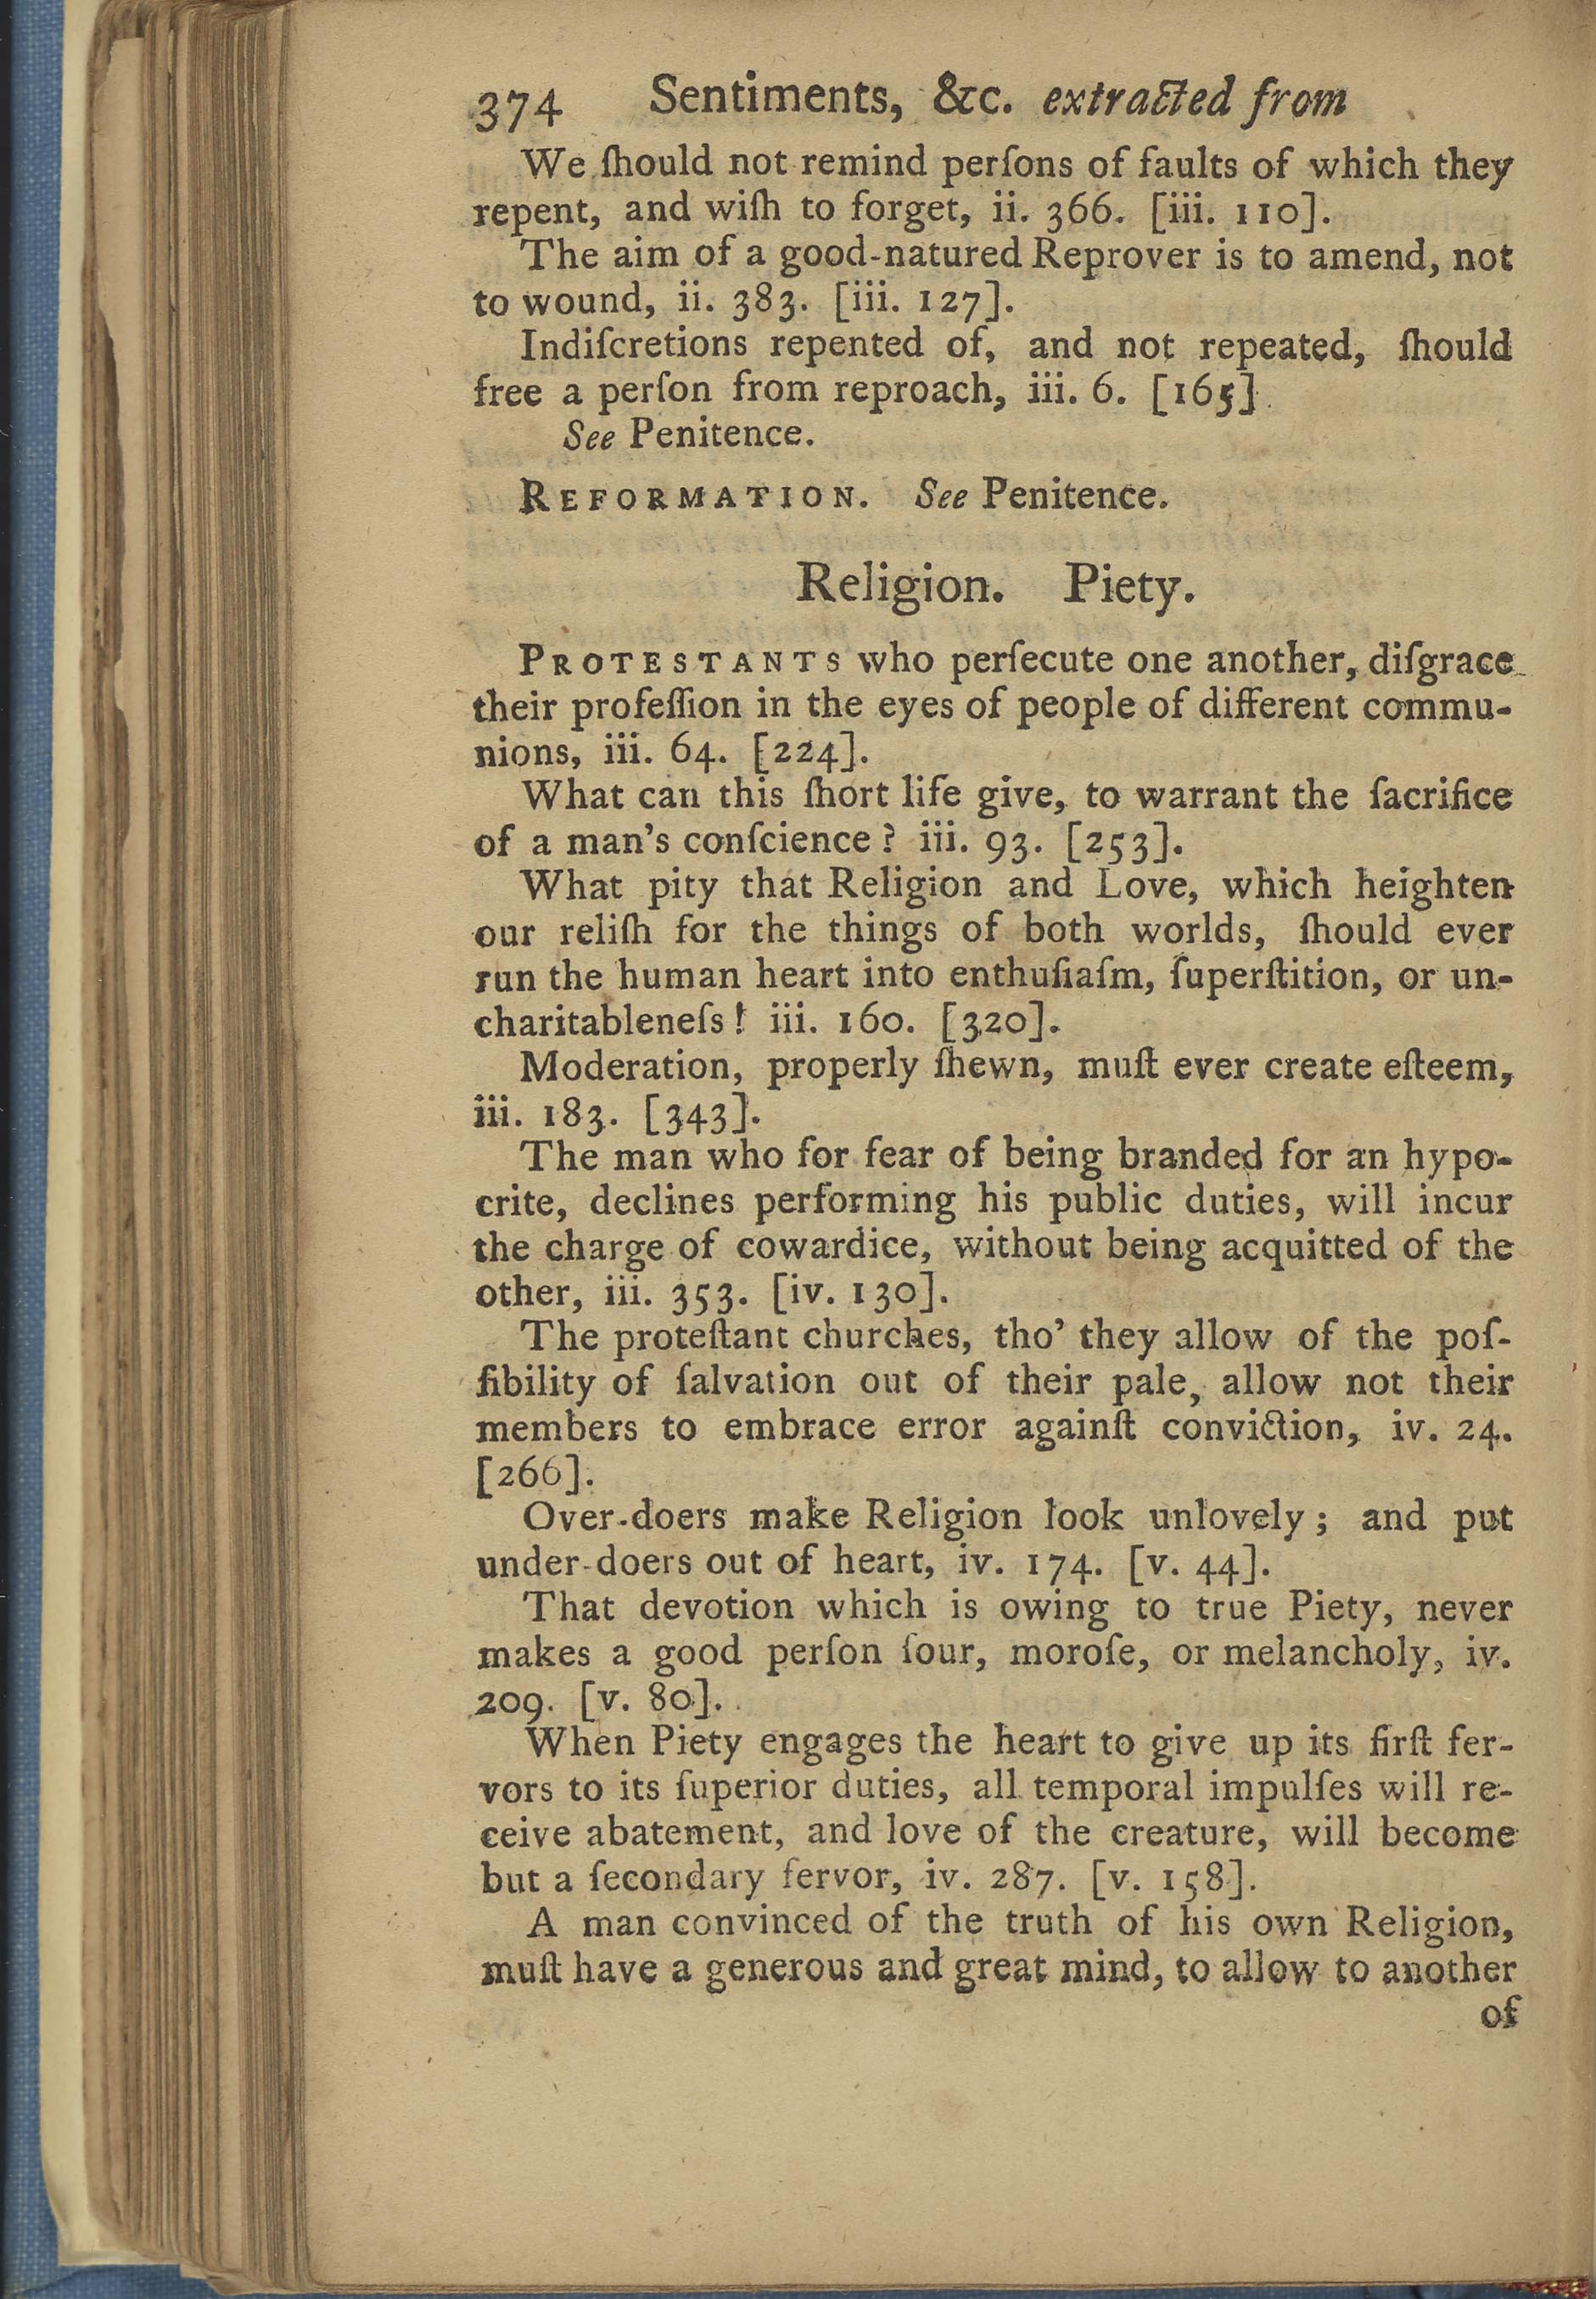 374 Sentiments, &c. extracted from
We ſhould not remind perſons of faults of which they
repent, and wiſh to forget, ii. 366. [iii. 110].
The aim of a good-natured Reprover is to amend, not
to wound, ii. 383. [iii. 127].
Indiſcretions repented of, and not repeated, ſhould
free a perſon from reproach, iii. 6. [165].
See Penitence.
REFORMATION. See Penitence.
Religion. Piety.
PROTESTANTS who perſecute one another, diſgrace
their profeſſion in the eyes of people of different commu-
nions, iii. 64. [224].
What can this ſhort life give, to warrant the ſacrifice
of a man's conſcience? iii. 93. [253].
What pity that Religion and Love, which heighten
our reliſh for the things of both worlds, ſhould ever
run the human heart into enthuſiaſm, ſuperſtition, or un-
charitableneſs! iii. 160. [320].
Moderation, properly ſhewn, muſt ever create eſteem,
iii. 183. [343].
The man who for fear of being branded for an hypo-
crite, declines performing his public duties, will incur
the charge of cowardice, without being acquitted of the
other, iii. 353. [iv. 130].
The proteſtant churches, tho' they allow of the poſ-
ſibility of ſalvation out of their pale, allow not their
members to embrace error againſt conviction, iv. 24.
[266].
Over-doers make Religion look unlovely; and put
under-doers out of heart, iv. 174. [v. 44].
That devotion which is owing to true Piety, never
makes a good perſon ſour, moroſe, or melancholy, iv.
209. [v. 80].
When Piety engages the heart to give up its firſt fer-
vors to its ſuperior duties, all temporal impulſes will re-
ceive abatement, and love of the creature, will become
but a ſecondary fervor, iv. 287. [v. 158].
A man convinced of the truth of his own Religion,
muſt have a generous and great mind, to allow to another
of